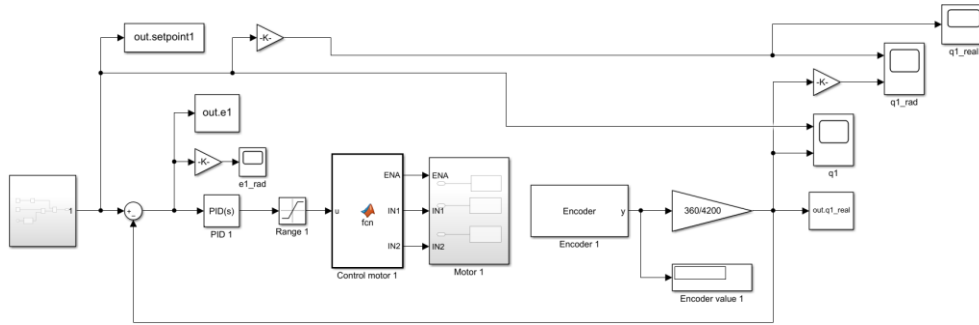 out.setpoint1
-K-
q1_real
-K-
q1_rad
out.e1
q1
-K-
e1_rad
1
+
-
PID(s)
PID 1
Range 1
u
fcn
ENA
IN1
IN2
Control motor 1
ENA
IN1
IN2
Motor 1
Encoder
y
Encoder 1
360/4200
out.q1_real
Encoder value 1